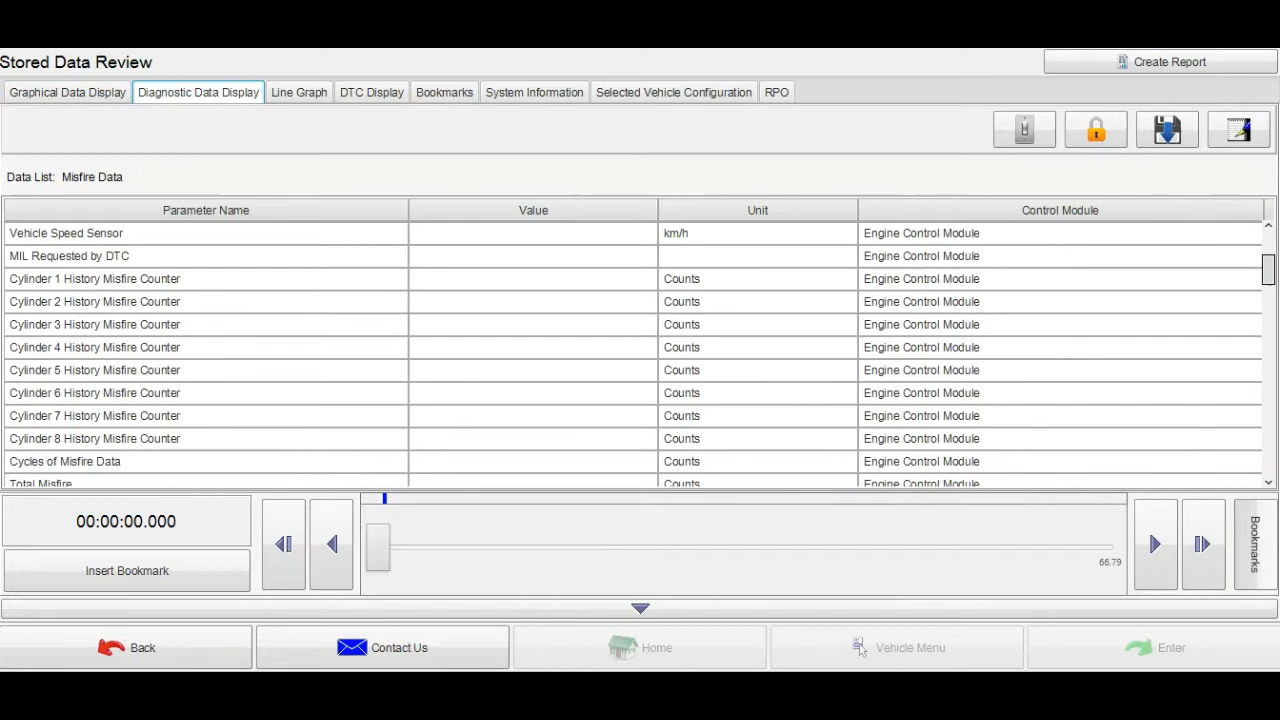 Stored Data Review
Create Report
Graphical Data Display Diagnostic Data Display Line Graph DTC Display Bookmarks System Information Selected Vehicle Configuration RPO
Data List: Misfire Data
Parameter Name Value Unit Control Module
Vehicle Speed Sensor km/h Engine Control Module
MIL Requested by DTC Engine Control Module
Cylinder 1 History Misfire Counter Counts Engine Control Module
Cylinder 2 History Misfire Counter Counts Engine Control Module
Cylinder 3 History Misfire Counter Counts Engine Control Module
Cylinder 4 History Misfire Counter Counts Engine Control Module
Cylinder 5 History Misfire Counter Counts Engine Control Module
Cylinder 6 History Misfire Counter Counts Engine Control Module
Cylinder 7 History Misfire Counter Counts Engine Control Module
Cylinder 8 History Misfire Counter Counts Engine Control Module
Cycles of Misfire Data Counts Engine Control Module
Total Misfire Counts Engine Control Module
00:00:00.000
66.79
Bookmarks
Insert Bookmark
Back Contact Us Home Vehicle Menu Enter